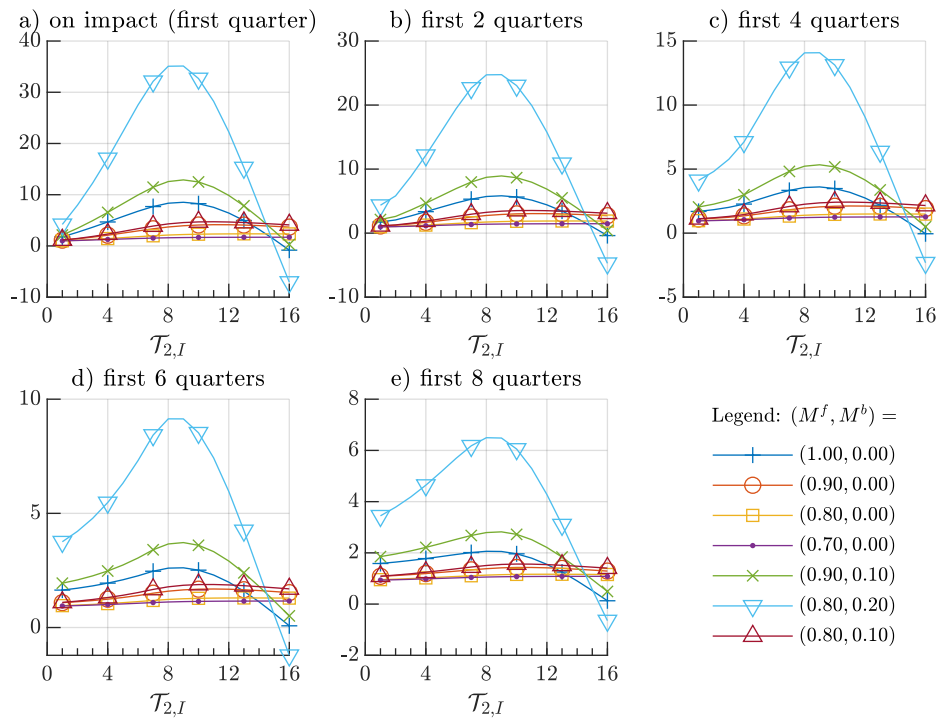 a) on impact (first quarter)
40
30
20
10
0
-10
0 4 8 12 16
𝒯2,I
b) first 2 quarters
30
20
10
0
-10
0 4 8 12 16
𝒯2,I
c) first 4 quarters
15
10
5
0
-5
0 4 8 12 16
𝒯2,I
d) first 6 quarters
10
5
0
0 4 8 12 16
𝒯2,I
e) first 8 quarters
8
6
4
2
0
-2
0 4 8 12 16
𝒯2,I
Legend: (M^f, M^b) =
(1.00, 0.00)
(0.90, 0.00)
(0.80, 0.00)
(0.70, 0.00)
(0.90, 0.10)
(0.80, 0.20)
(0.80, 0.10)